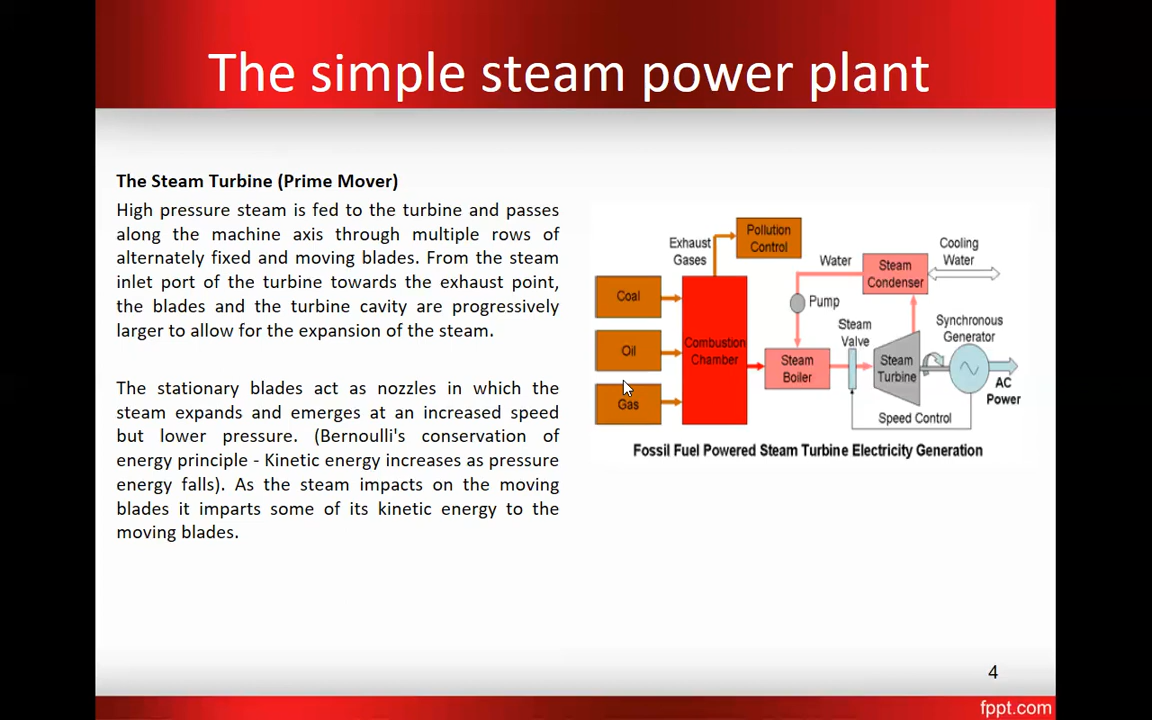 The simple steam power plant
The Steam Turbine (Prime Mover)
High pressure steam is fed to the turbine and passes
along the machine axis through multiple rows of
alternately fixed and moving blades. From the steam
inlet port of the turbine towards the exhaust point,
the blades and the turbine cavity are progressively
larger to allow for the expansion of the steam.
The stationary blades act as nozzles in which the
steam expands and emerges at an increased speed
but lower pressure. (Bernoulli's conservation of
energy principle - Kinetic energy increases as pressure
energy falls). As the steam impacts on the moving
blades it imparts some of its kinetic energy to the
moving blades.
Pollution
Control
Exhaust
Gases
Coal
Oil
Gas
Combustion
Chamber
Water
Pump
Steam
Boiler
Steam
Valve
Steam
Condenser
Cooling
Water
Steam
Turbine
Synchronous
Generator
AC
Power
Speed Control
Fossil Fuel Powered Steam Turbine Electricity Generation
4
fppt.com